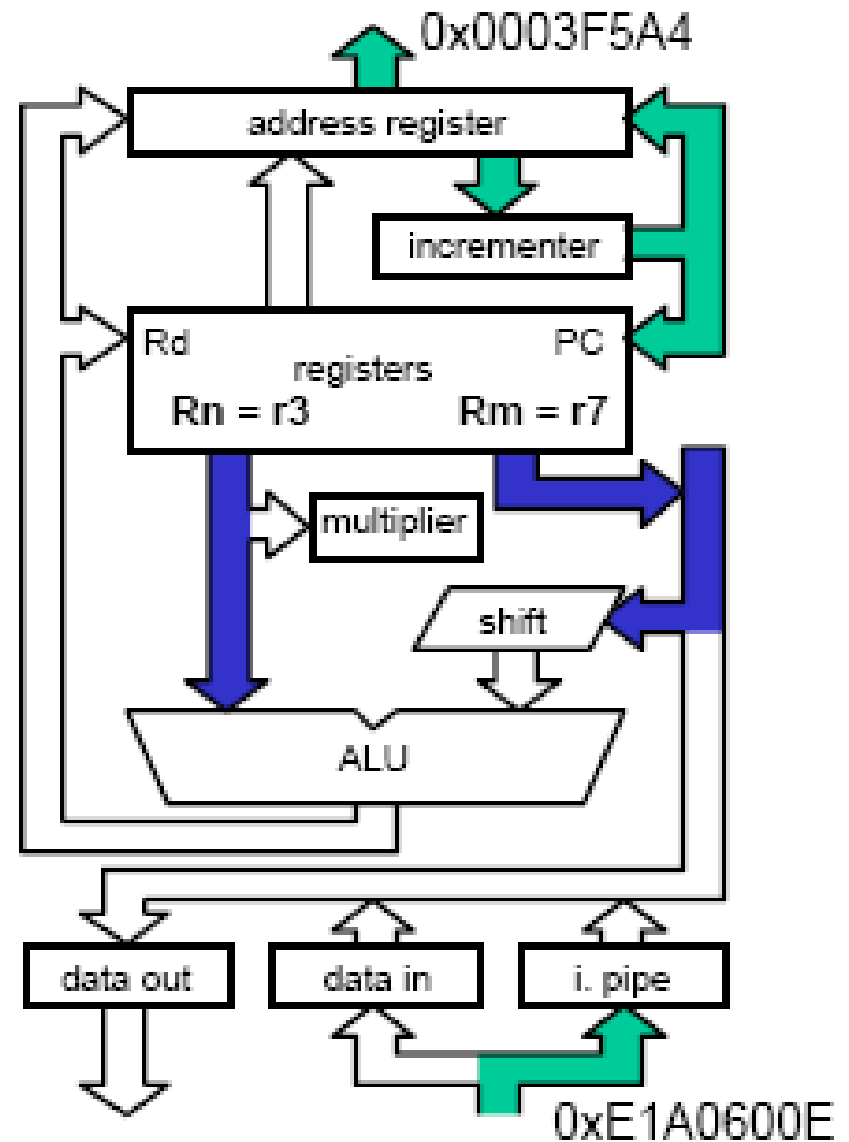 0x0003F5A4
address register
incrementer
Rd
PC
registers
Rn = r3
Rm = r7
multiplier
shift
ALU
data out
data in
i. pipe
0xE1A0600E